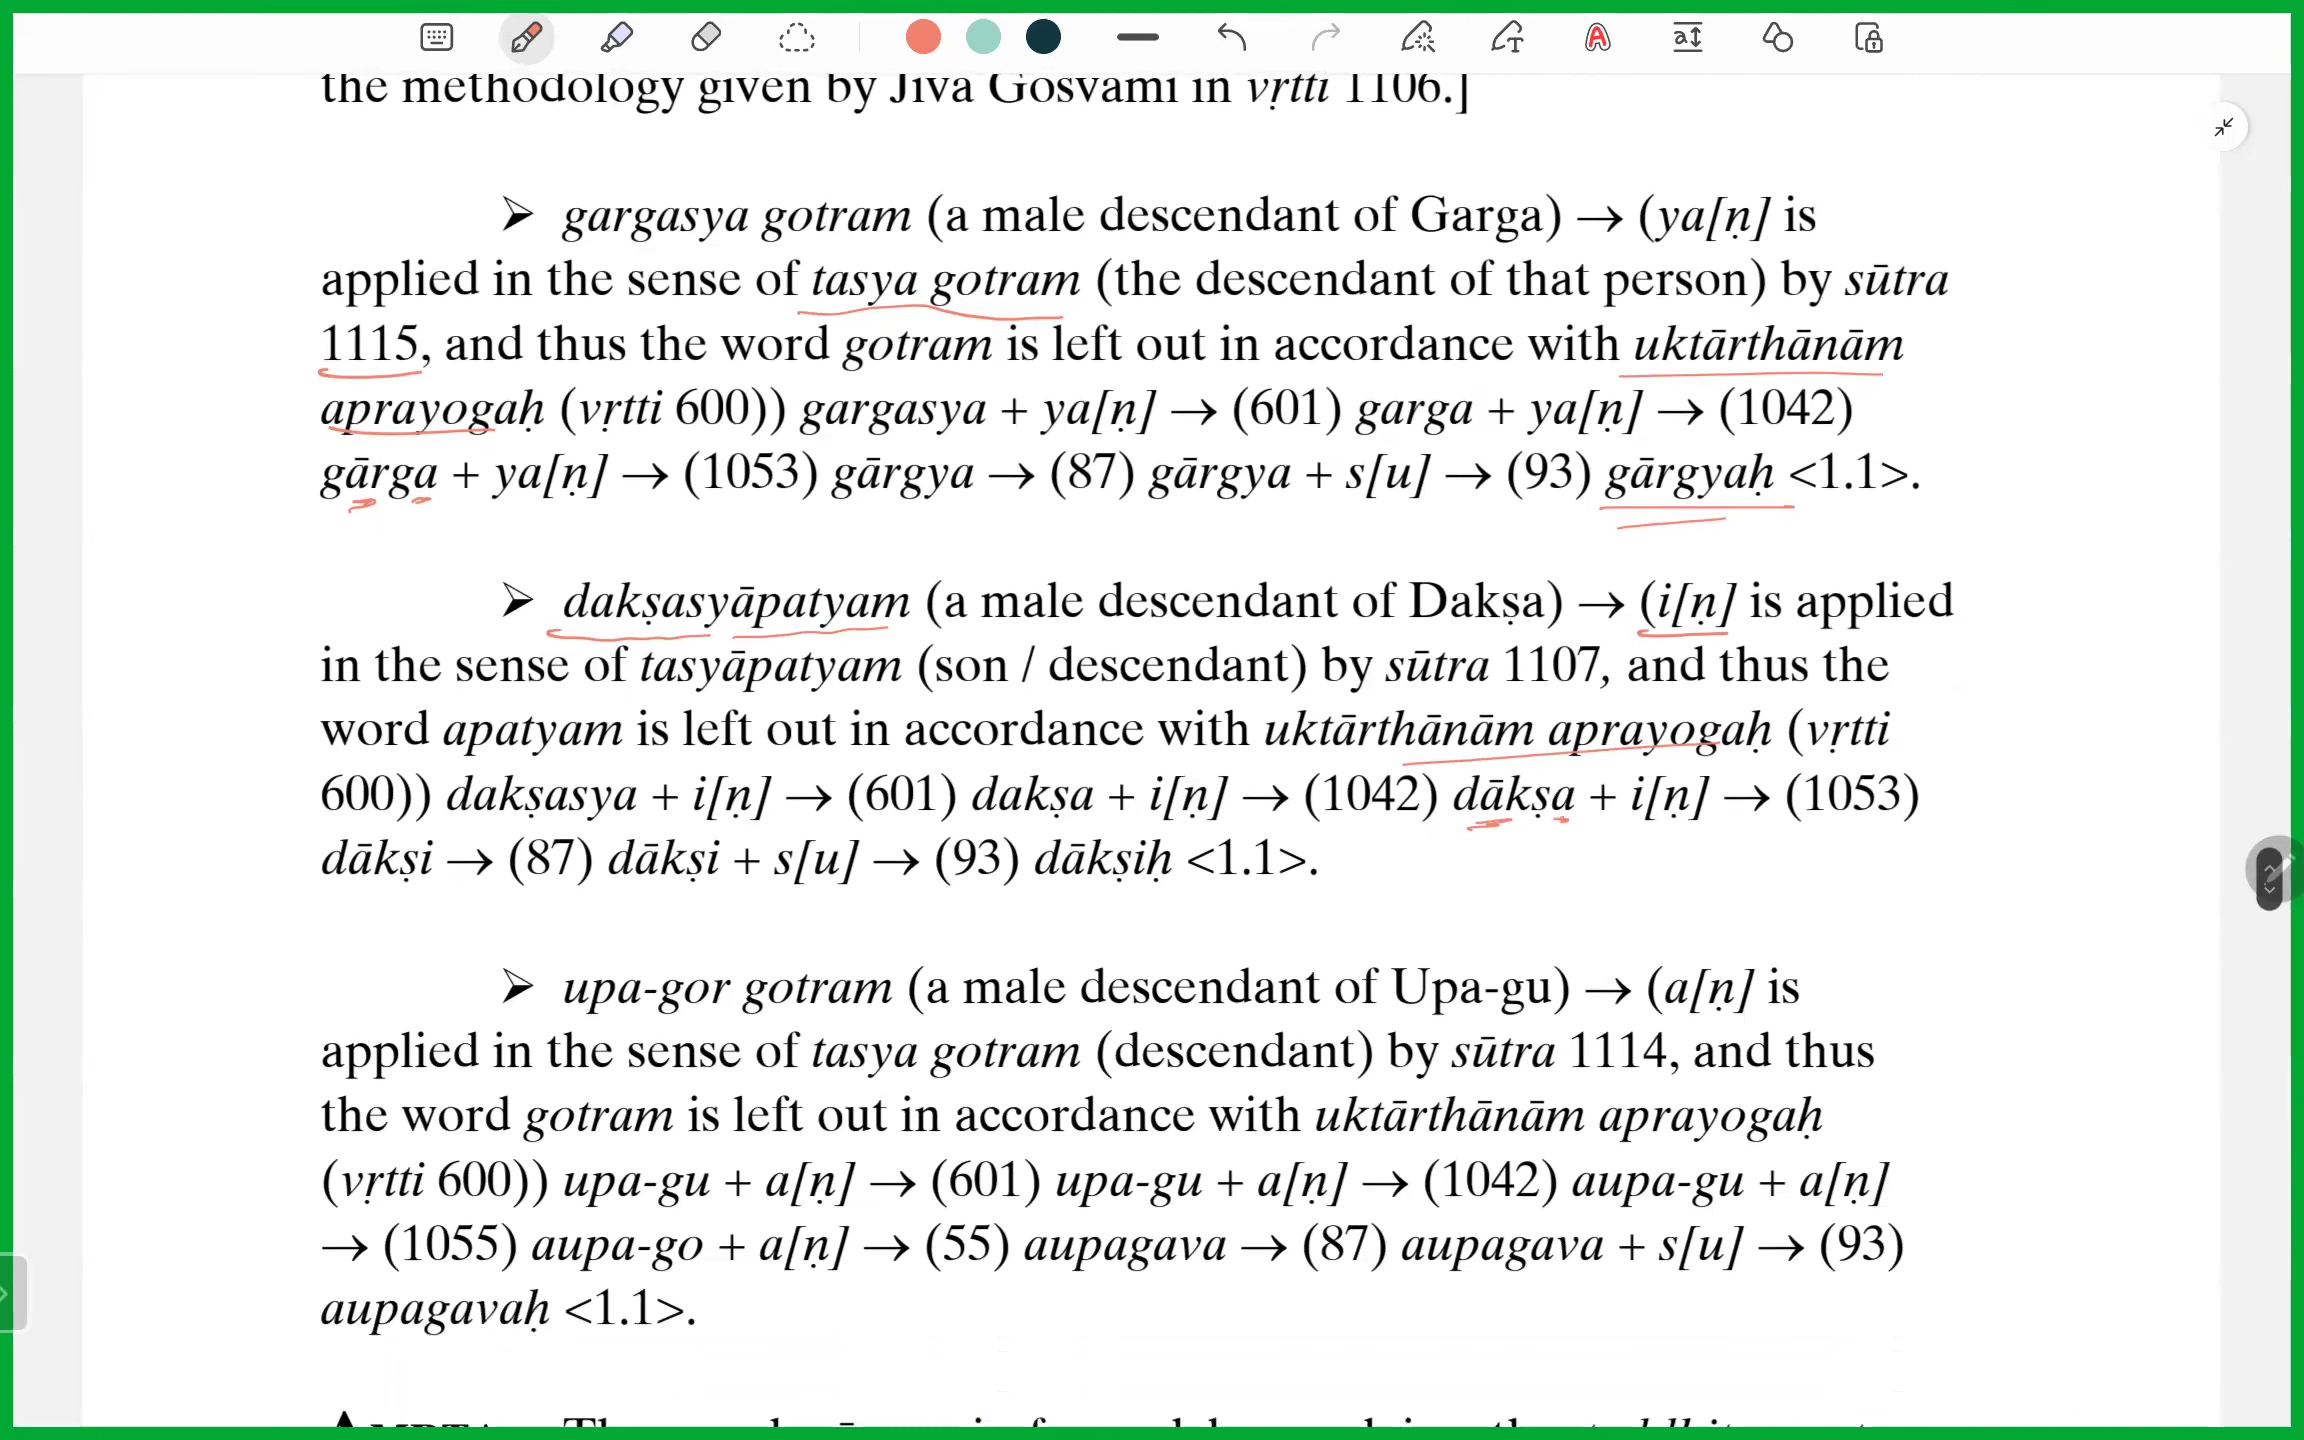 the methodology given by Jīva Gosvāmī in vṛtti 1106.]
➢ gargasya gotram (a male descendant of Garga) → (ya[ṇ] is
applied in the sense of tasya gotram (the descendant of that person) by sūtra
1115, and thus the word gotram is left out in accordance with uktārthānām
aprayogaḥ (vṛtti 600)) gargasya + ya[ṇ] → (601) garga + ya[ṇ] → (1042)
gārga + ya[ṇ] → (1053) gārgya → (87) gārgya + s[u] → (93) gārgyaḥ <1.1>.
➢ dakṣasyāpatyam (a male descendant of Dakṣa) → (i[ṇ] is applied
in the sense of tasyāpatyam (son / descendant) by sūtra 1107, and thus the
word apatyam is left out in accordance with uktārthānām aprayogaḥ (vṛtti
600)) dakṣasya + i[ṇ] → (601) dakṣa + i[ṇ] → (1042) dākṣa + i[ṇ] → (1053)
dākṣi → (87) dākṣi + s[u] → (93) dākṣiḥ <1.1>.
➢ upa-gor gotram (a male descendant of Upa-gu) → (a[ṇ] is
applied in the sense of tasya gotram (descendant) by sūtra 1114, and thus
the word gotram is left out in accordance with uktārthānām aprayogaḥ
(vṛtti 600)) upa-gu + a[ṇ] → (601) upa-gu + a[ṇ] → (1042) aupa-gu + a[ṇ]
→ (1055) aupa-go + a[ṇ] → (55) aupagava → (87) aupagava + s[u] → (93)
aupagavaḥ <1.1>.